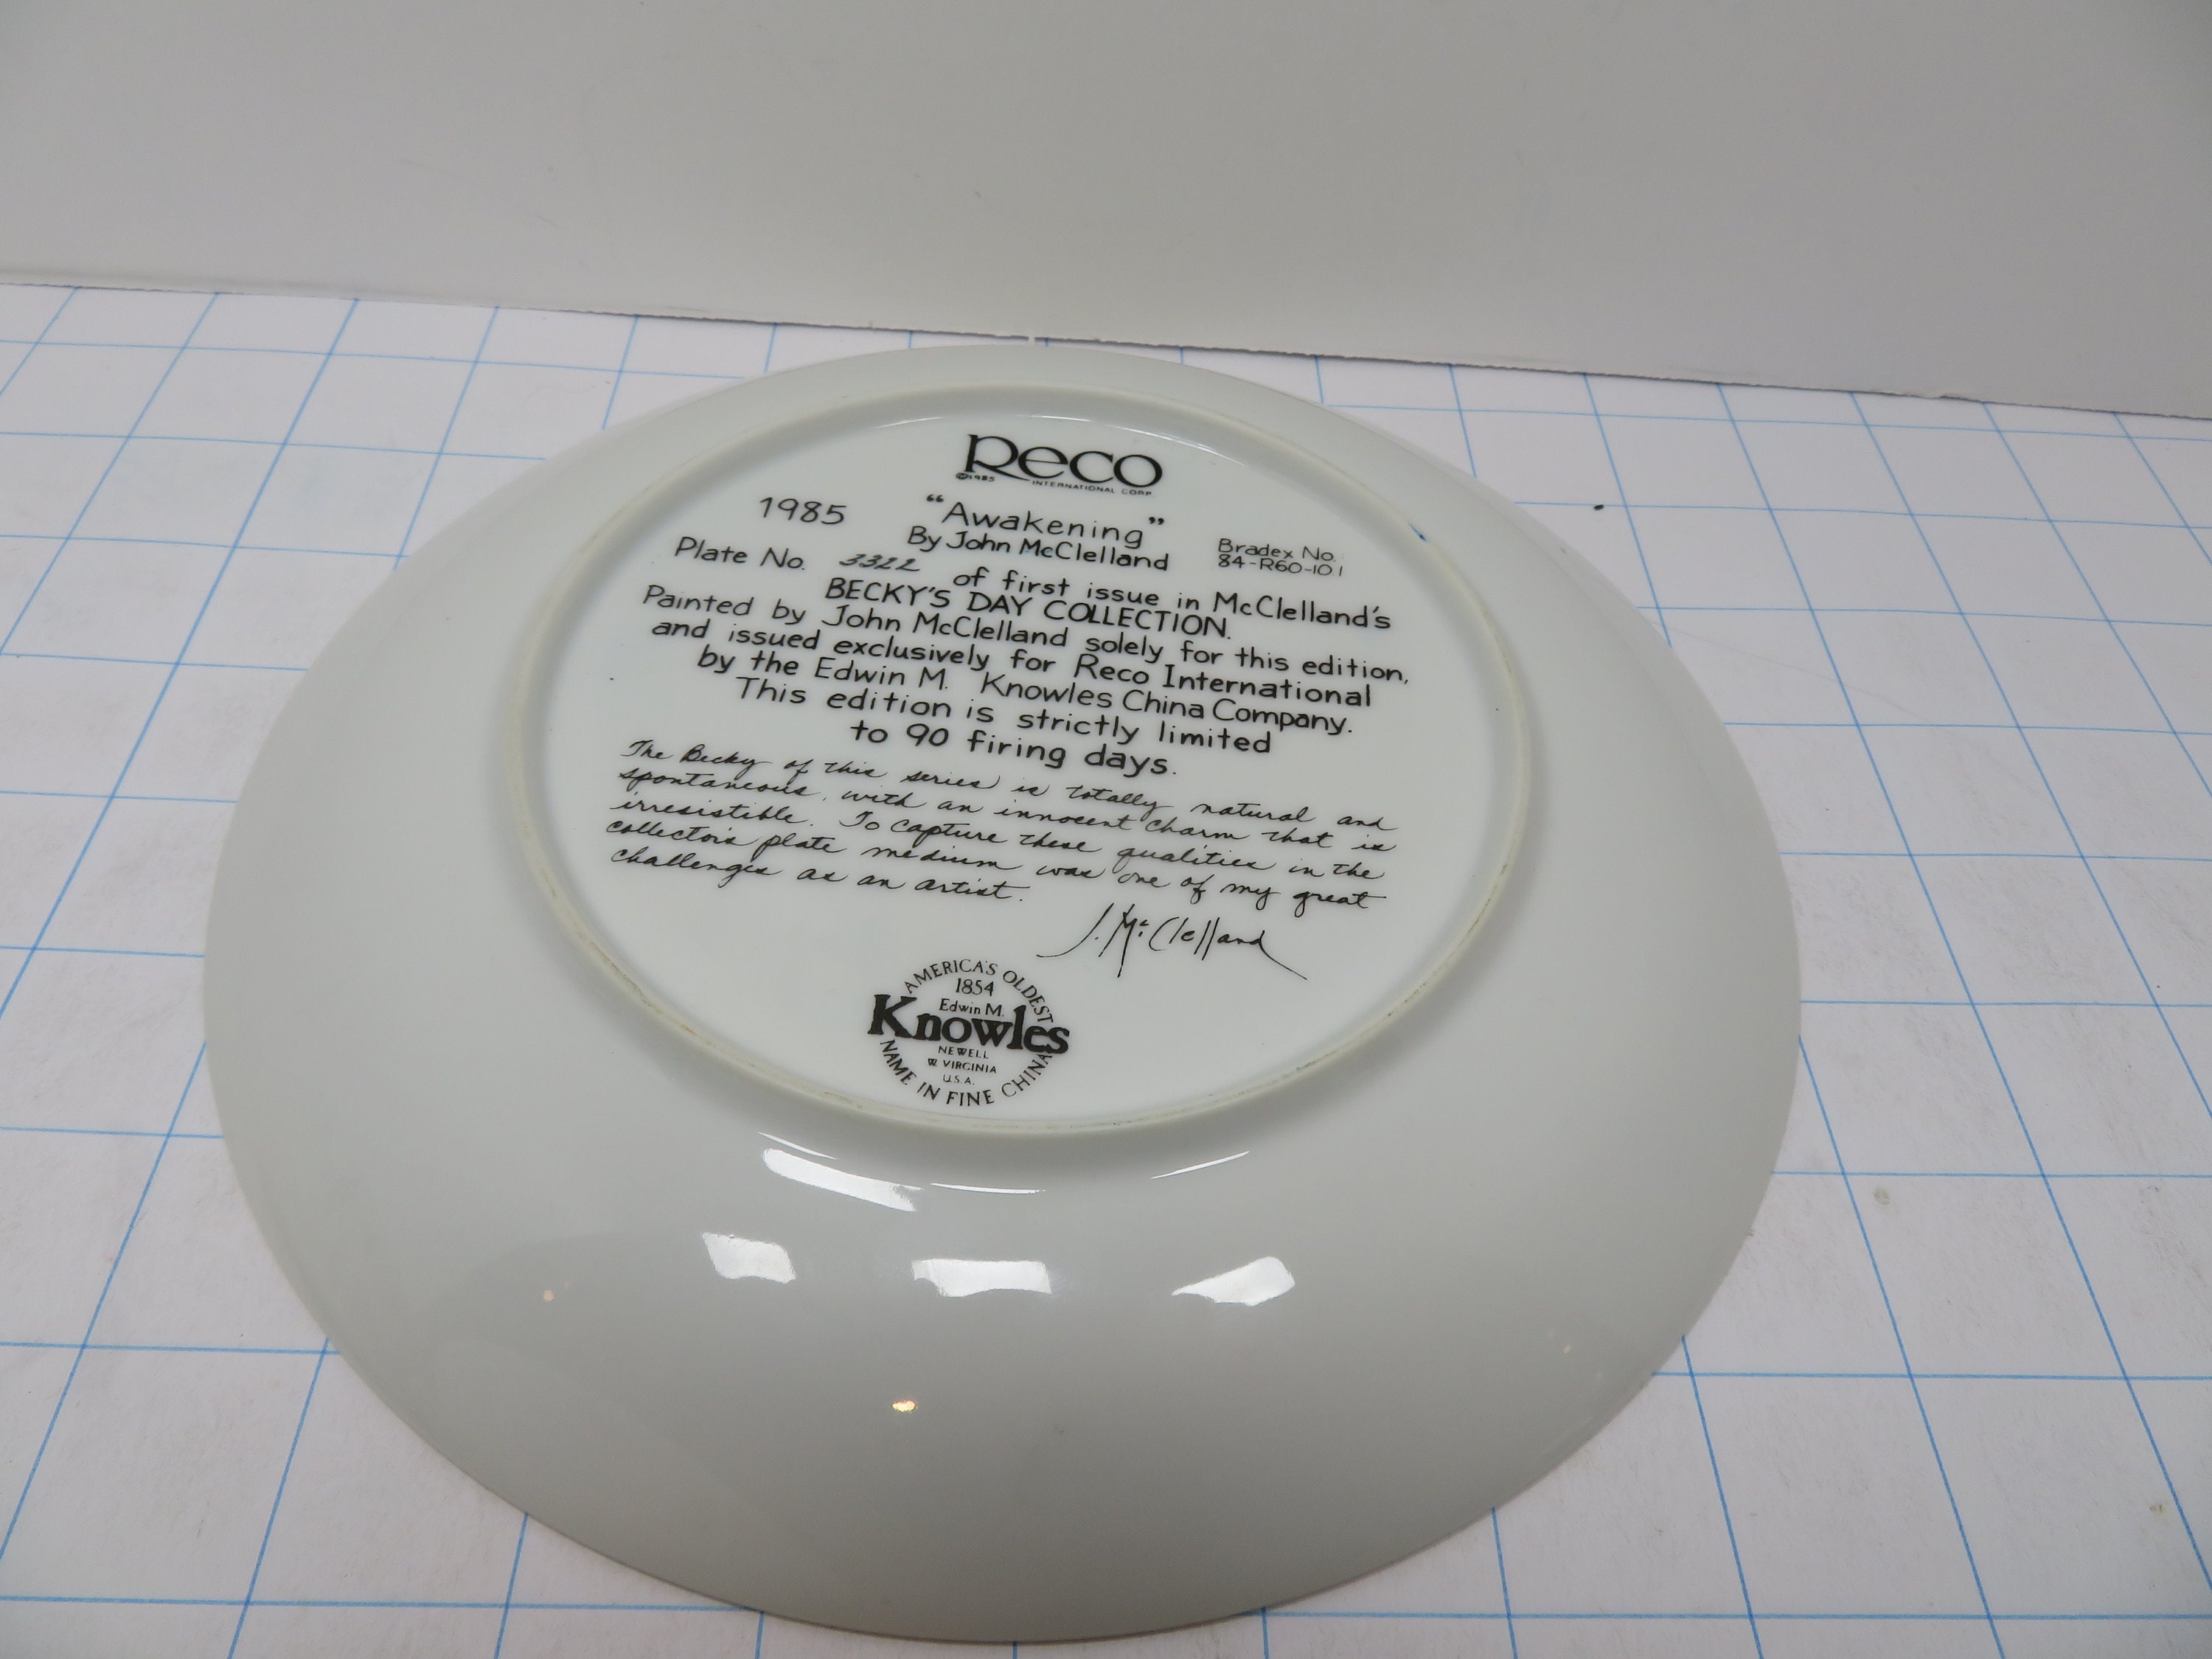 Reco
©1985 INTERNATIONAL CORP.
1985 “Awakening”
By John McClelland
Bradex No.
84-R60-10.1
Plate No. 3322 of first issue in McClelland's
BECKY'S DAY COLLECTION.
Painted by John McClelland solely for this edition,
and issued exclusively for Reco International
by the Edwin M. Knowles China Company.
This edition is strictly limited
to 90 firing days.
The Becky of this series is totally natural and
spontaneous, with an innocent charm that is
irresistible. To capture these qualities in the
collector's plate medium was one of my great
challenges as an artist.
J. McClelland
AMERICA'S OLDEST
1854
Edwin M.
Knowles
NEWELL
W. VIRGINIA
U.S.A.
NAME IN FINE CHINA